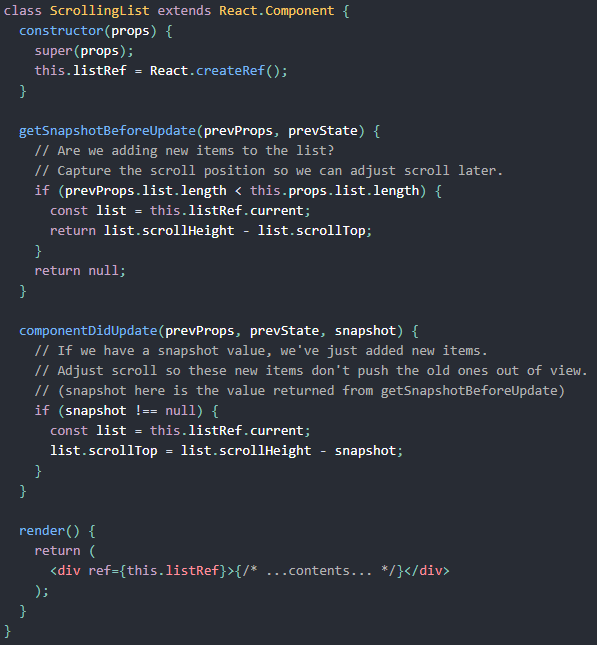 class ScrollingList extends React.Component {
  constructor(props) {
    super(props);
    this.listRef = React.createRef();
  }

  getSnapshotBeforeUpdate(prevProps, prevState) {
    // Are we adding new items to the list?
    // Capture the scroll position so we can adjust scroll later.
    if (prevProps.list.length < this.props.list.length) {
      const list = this.listRef.current;
      return list.scrollHeight - list.scrollTop;
    }
    return null;
  }

  componentDidUpdate(prevProps, prevState, snapshot) {
    // If we have a snapshot value, we've just added new items.
    // Adjust scroll so these new items don't push the old ones out of view.
    // (snapshot here is the value returned from getSnapshotBeforeUpdate)
    if (snapshot !== null) {
      const list = this.listRef.current;
      list.scrollTop = list.scrollHeight - snapshot;
    }
  }

  render() {
    return (
      <div ref={this.listRef}>{/* ...contents... */}</div>
    );
  }
}